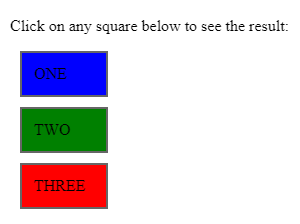 Click on any square below to see the result:
ONE
TWO
THREE